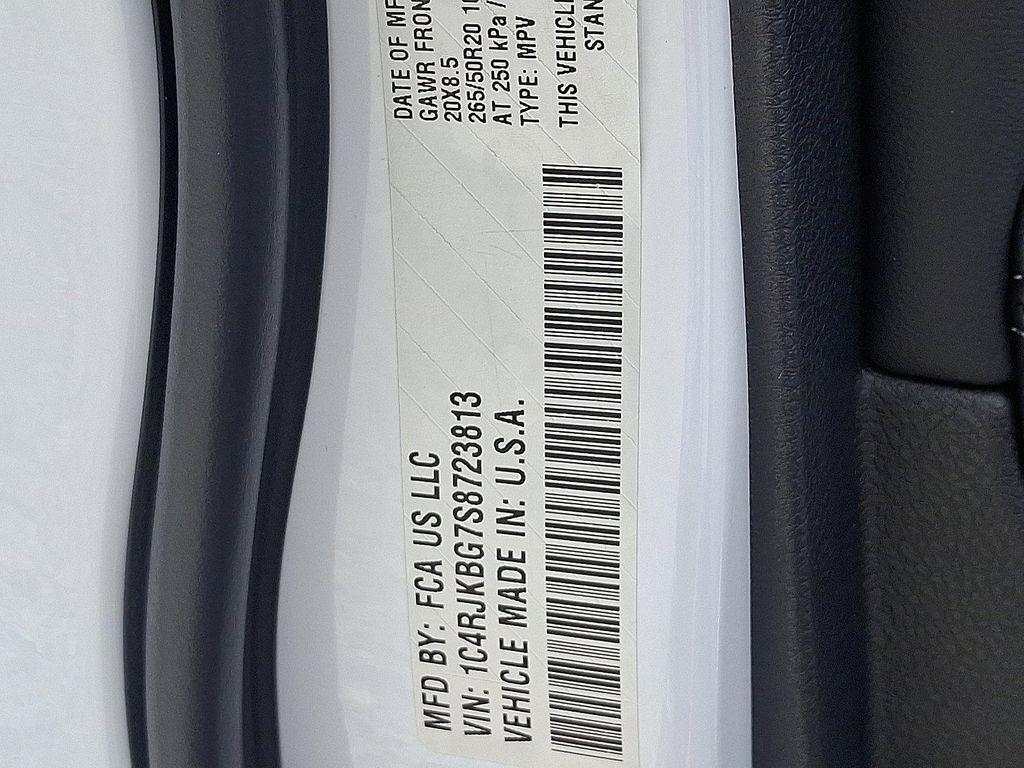 MFD BY: FCA US LLC
VIN: 1C4RJKBG7S8723813
VEHICLE MADE IN: U.S.A.
DATE OF MF
GAWR FRON
20X8.5
265/50R20
AT 250 kPa /
TYPE: MPV
THIS VEHICLE
STAN